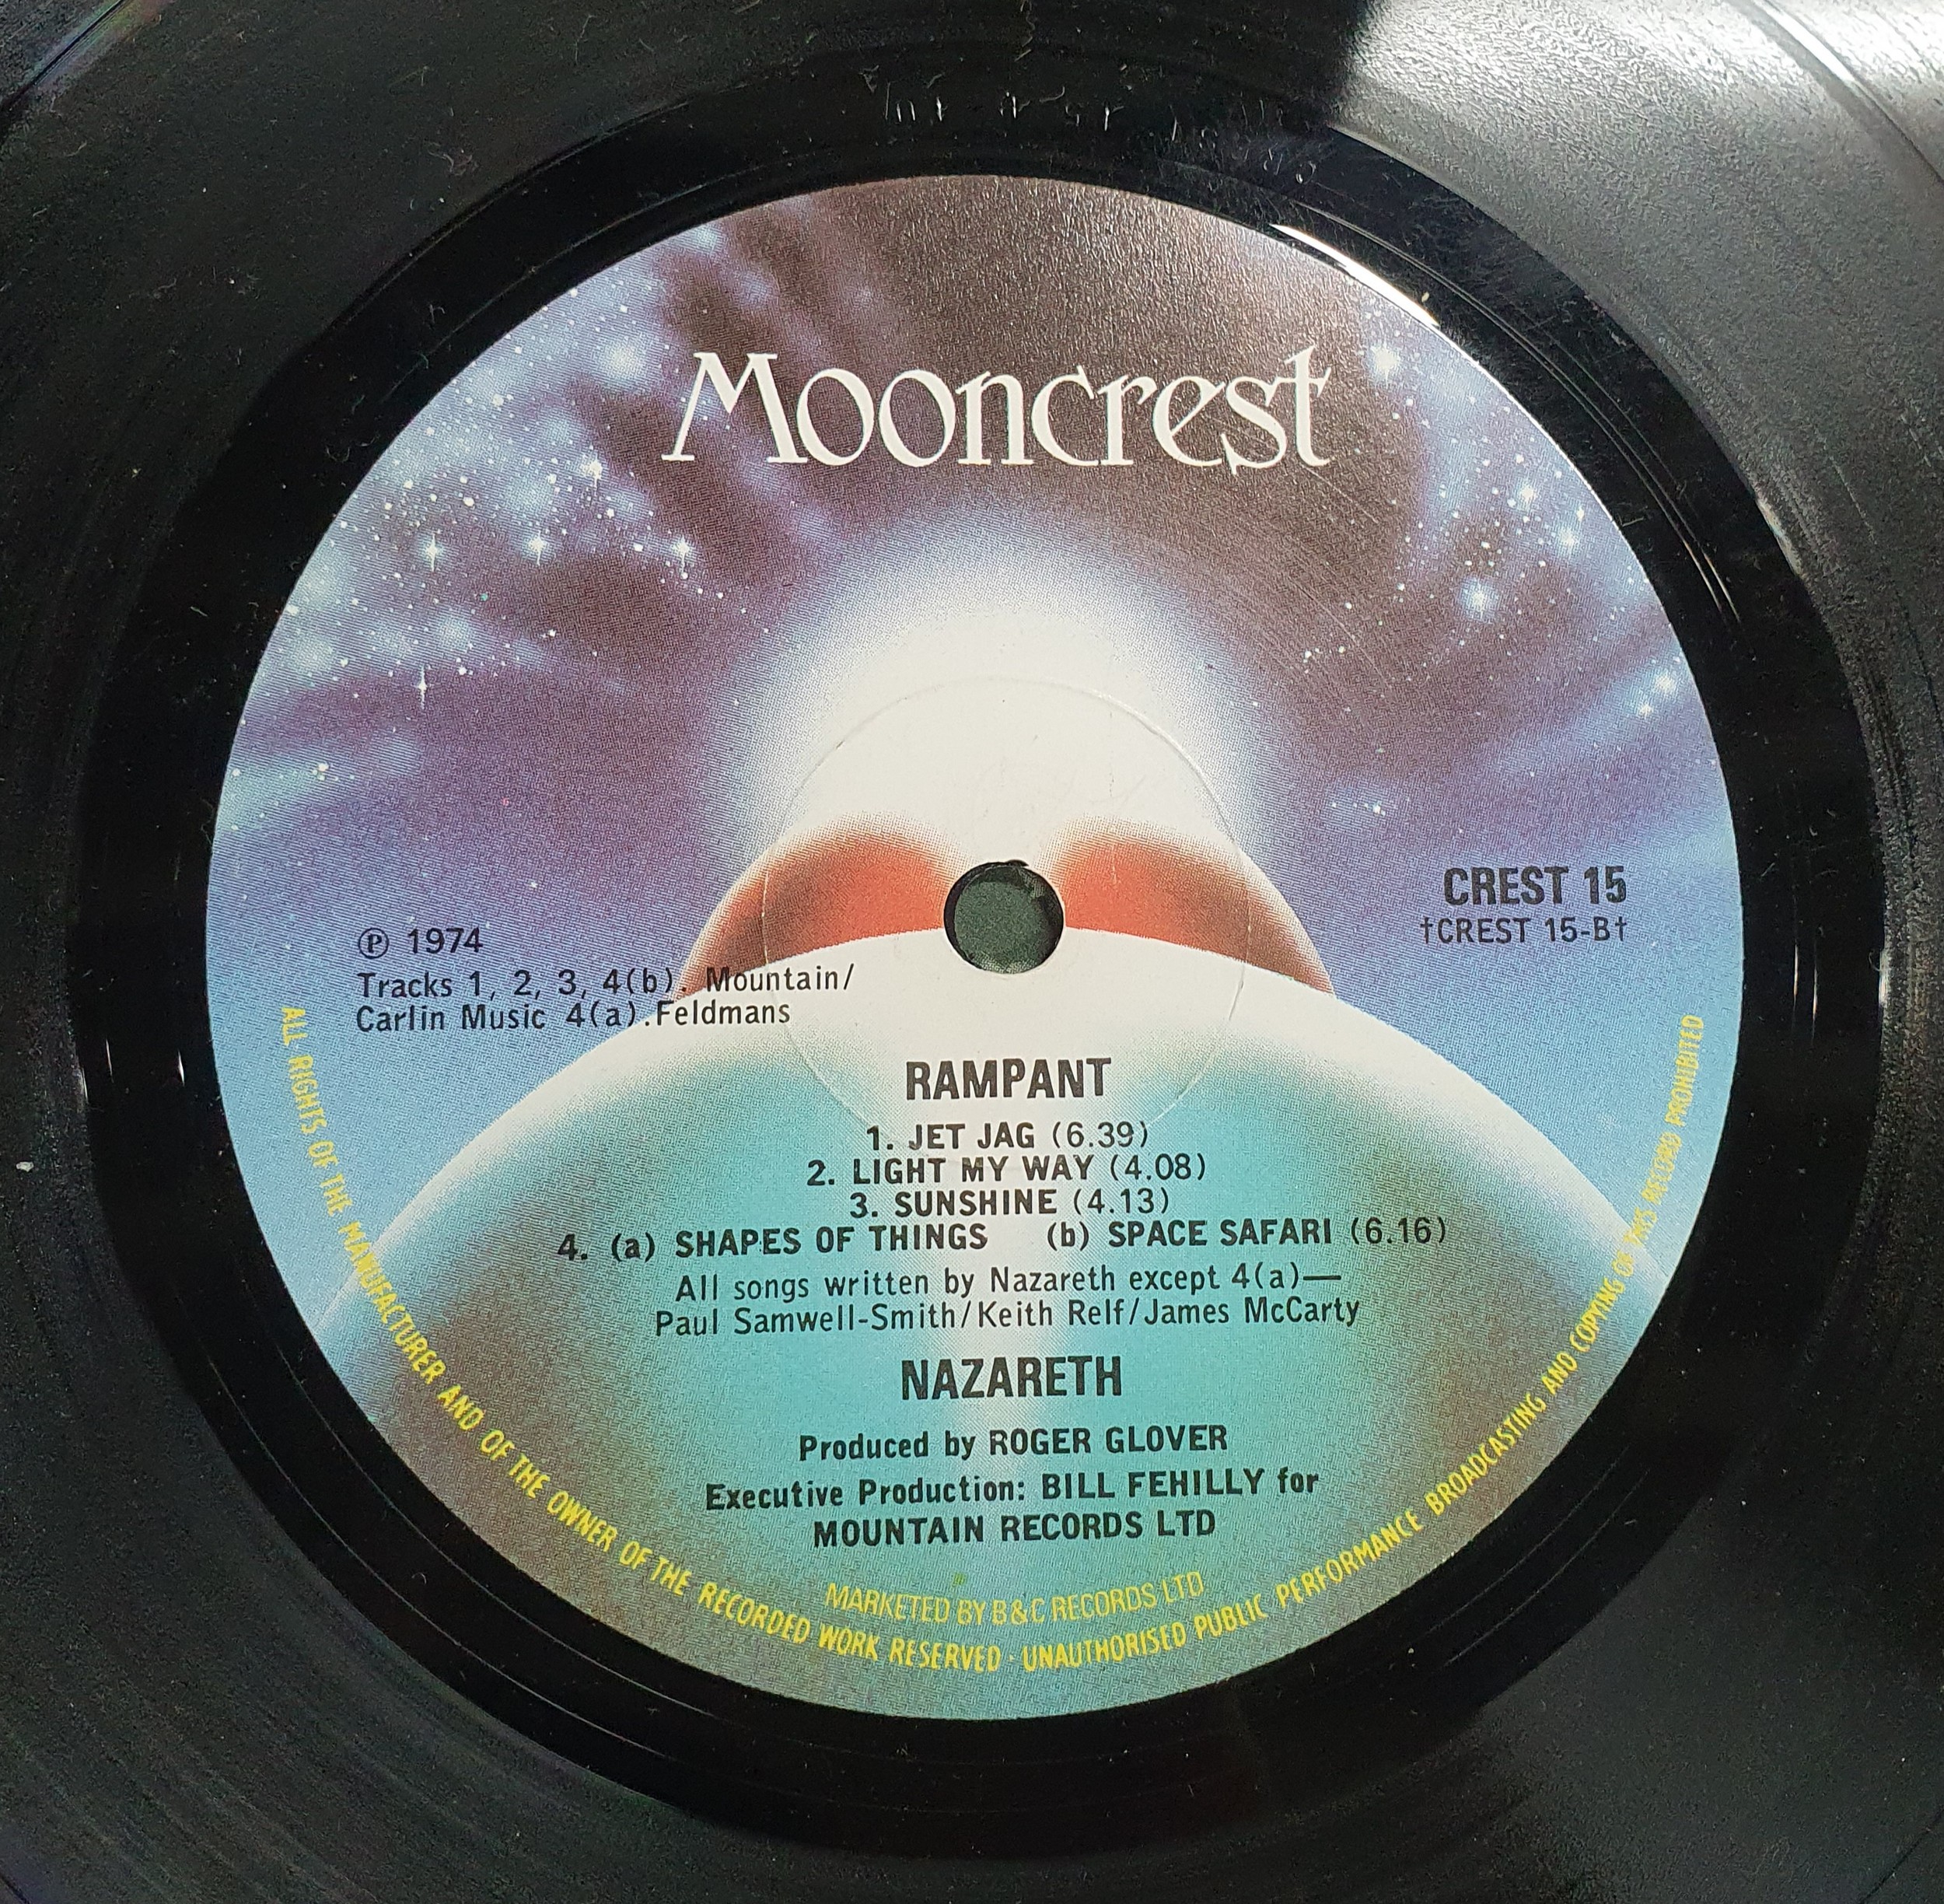 Mooncrest
CREST 15
†CREST 15-B†
Ⓟ 1974
Tracks 1, 2, 3, 4(b). Mountain/
Carlin Music 4(a).Feldmans
RAMPANT
1. JET JAG (6.39)
2. LIGHT MY WAY (4.08)
3. SUNSHINE (4.13)
4. (a) SHAPES OF THINGS (b) SPACE SAFARI (6.16)
All songs written by Nazareth except 4(a)—
Paul Samwell-Smith/Keith Relf/James McCarty
NAZARETH
Produced by ROGER GLOVER
Executive Production: BILL FEHILLY for
MOUNTAIN RECORDS LTD
MARKETED BY B&C RECORDS LTD
ALL RIGHTS OF THE MANUFACTURER AND OF THE OWNER OF THE RECORDED WORK RESERVED · UNAUTHORISED PUBLIC PERFORMANCE BROADCASTING AND COPYING OF THIS RECORD PROHIBITED